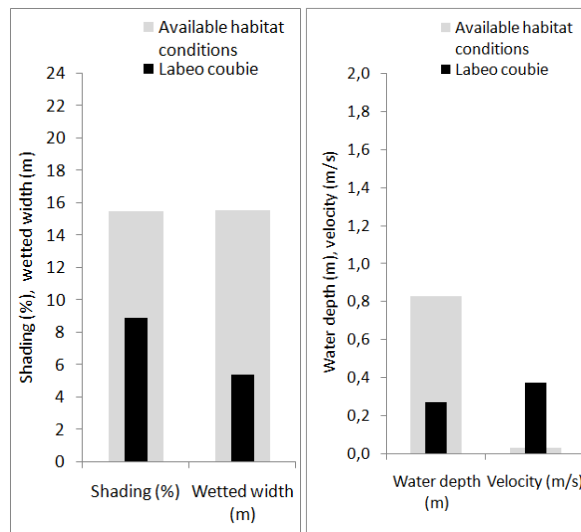 Available habitat
conditions
Labeo coubie
24
22
20
18
16
14
12
10
8
6
4
2
0
Shading (%), wetted width (m)
Shading (%) Wetted width
(m)
Available habitat
conditions
Labeo coubie
2,0
1,8
1,6
1,4
1,2
1,0
0,8
0,6
0,4
0,2
0,0
Water depth (m), velocity (m/s)
Water depth Velocity (m/s)
(m)